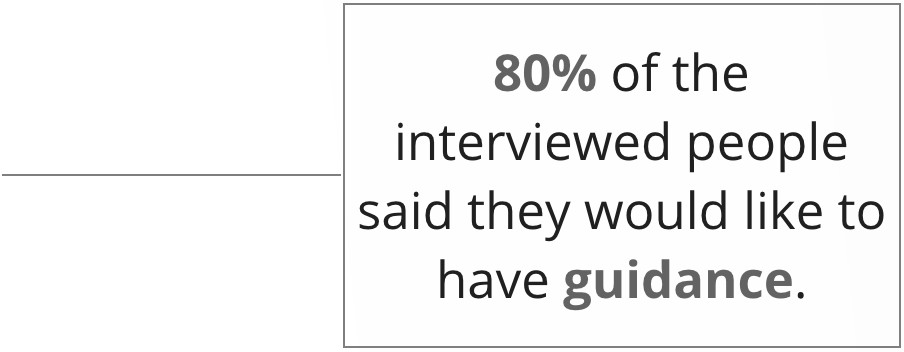 80% of the
interviewed people
said they would like to
have guidance.